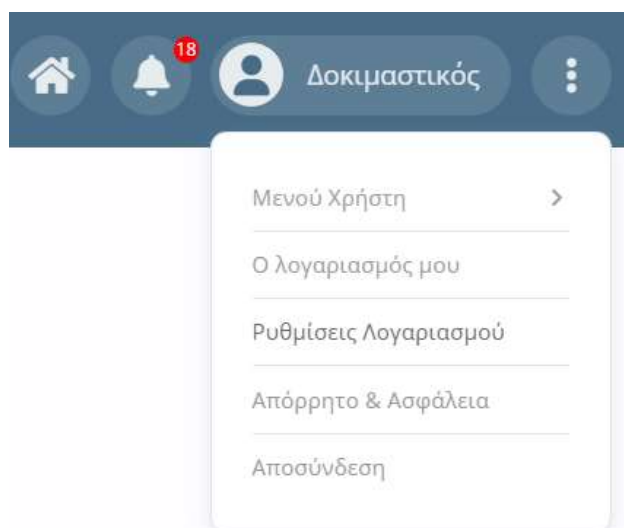 18
Δοκιμαστικός
Μενού Χρήστη
Ο λογαριασμός μου
Ρυθμίσεις Λογαριασμού
Απόρρητο & Ασφάλεια
Αποσύνδεση